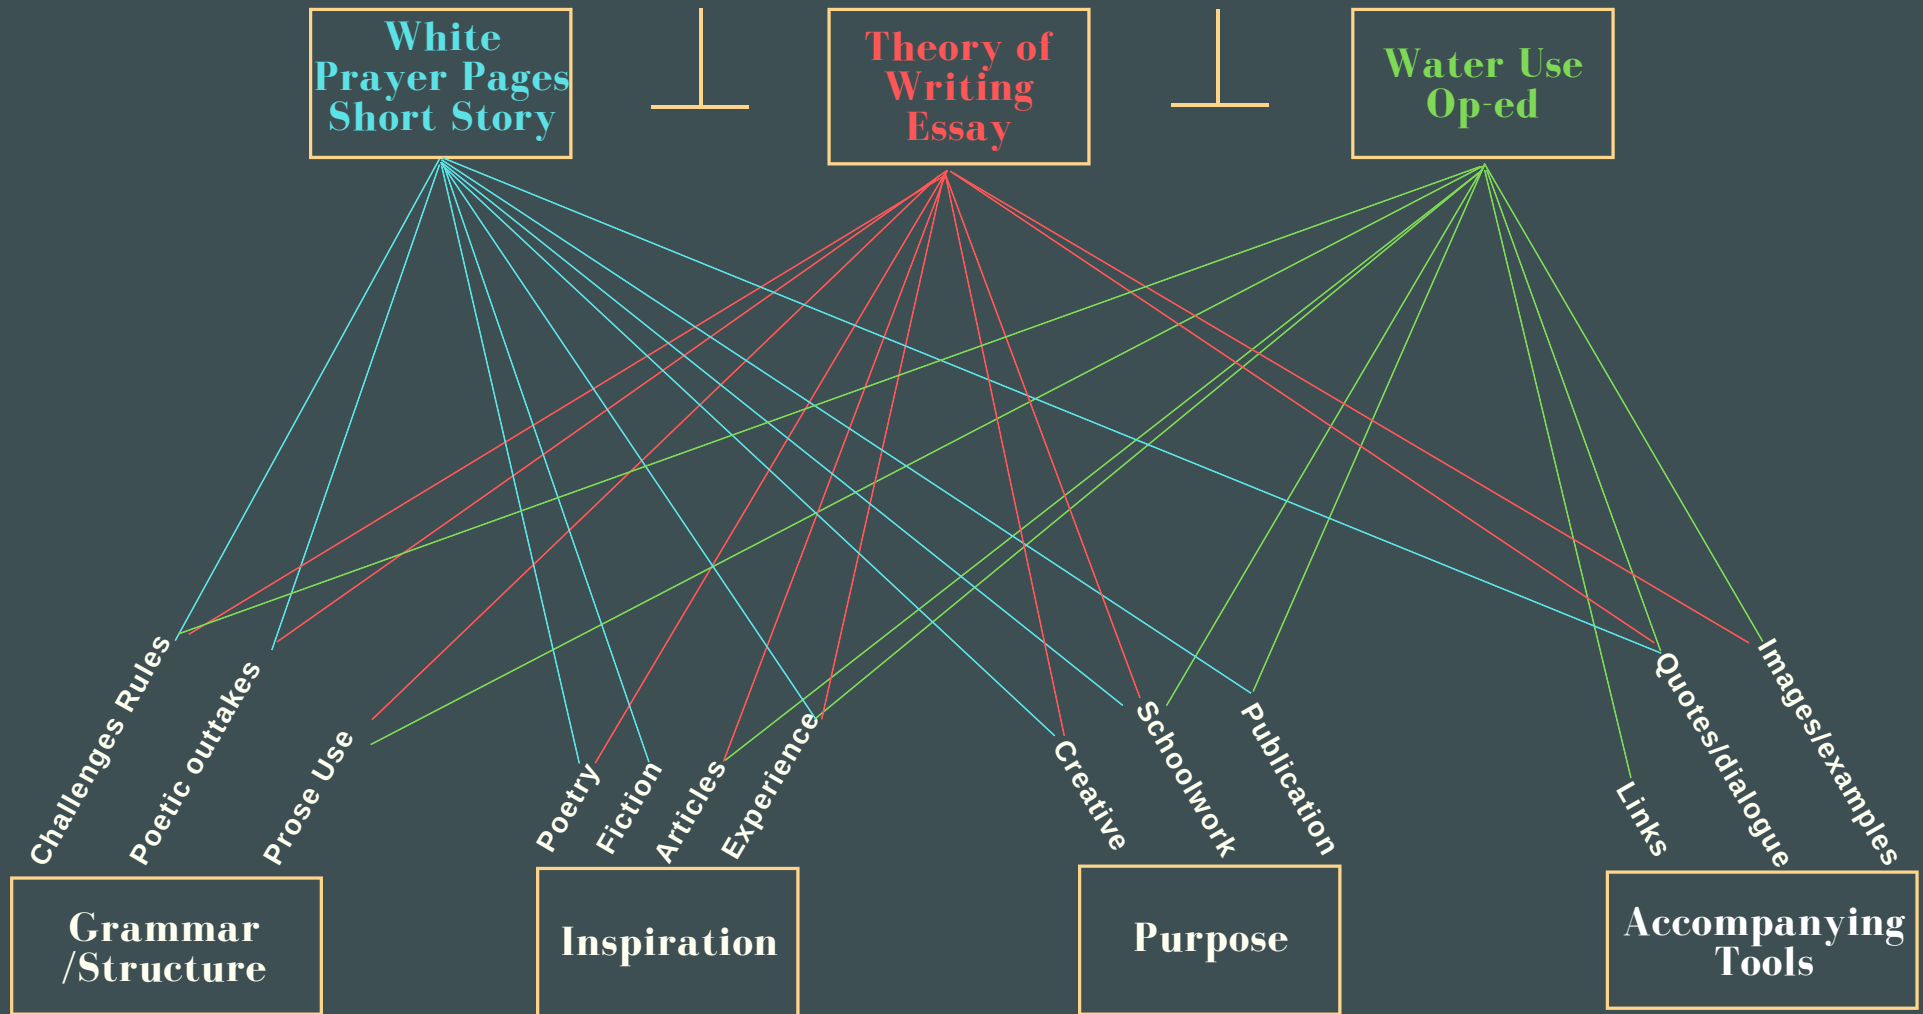 White
Prayer Pages
Short Story
Theory of
Writing
Essay
Water Use
Op-ed
Challenges Rules
Poetic outtakes
Prose Use
Poetry
Fiction
Articles
Experience
Creative
Schoolwork
Publication
Links
Quotes/dialogue
Images/examples
Grammar
/Structure
Inspiration
Purpose
Accompanying
Tools